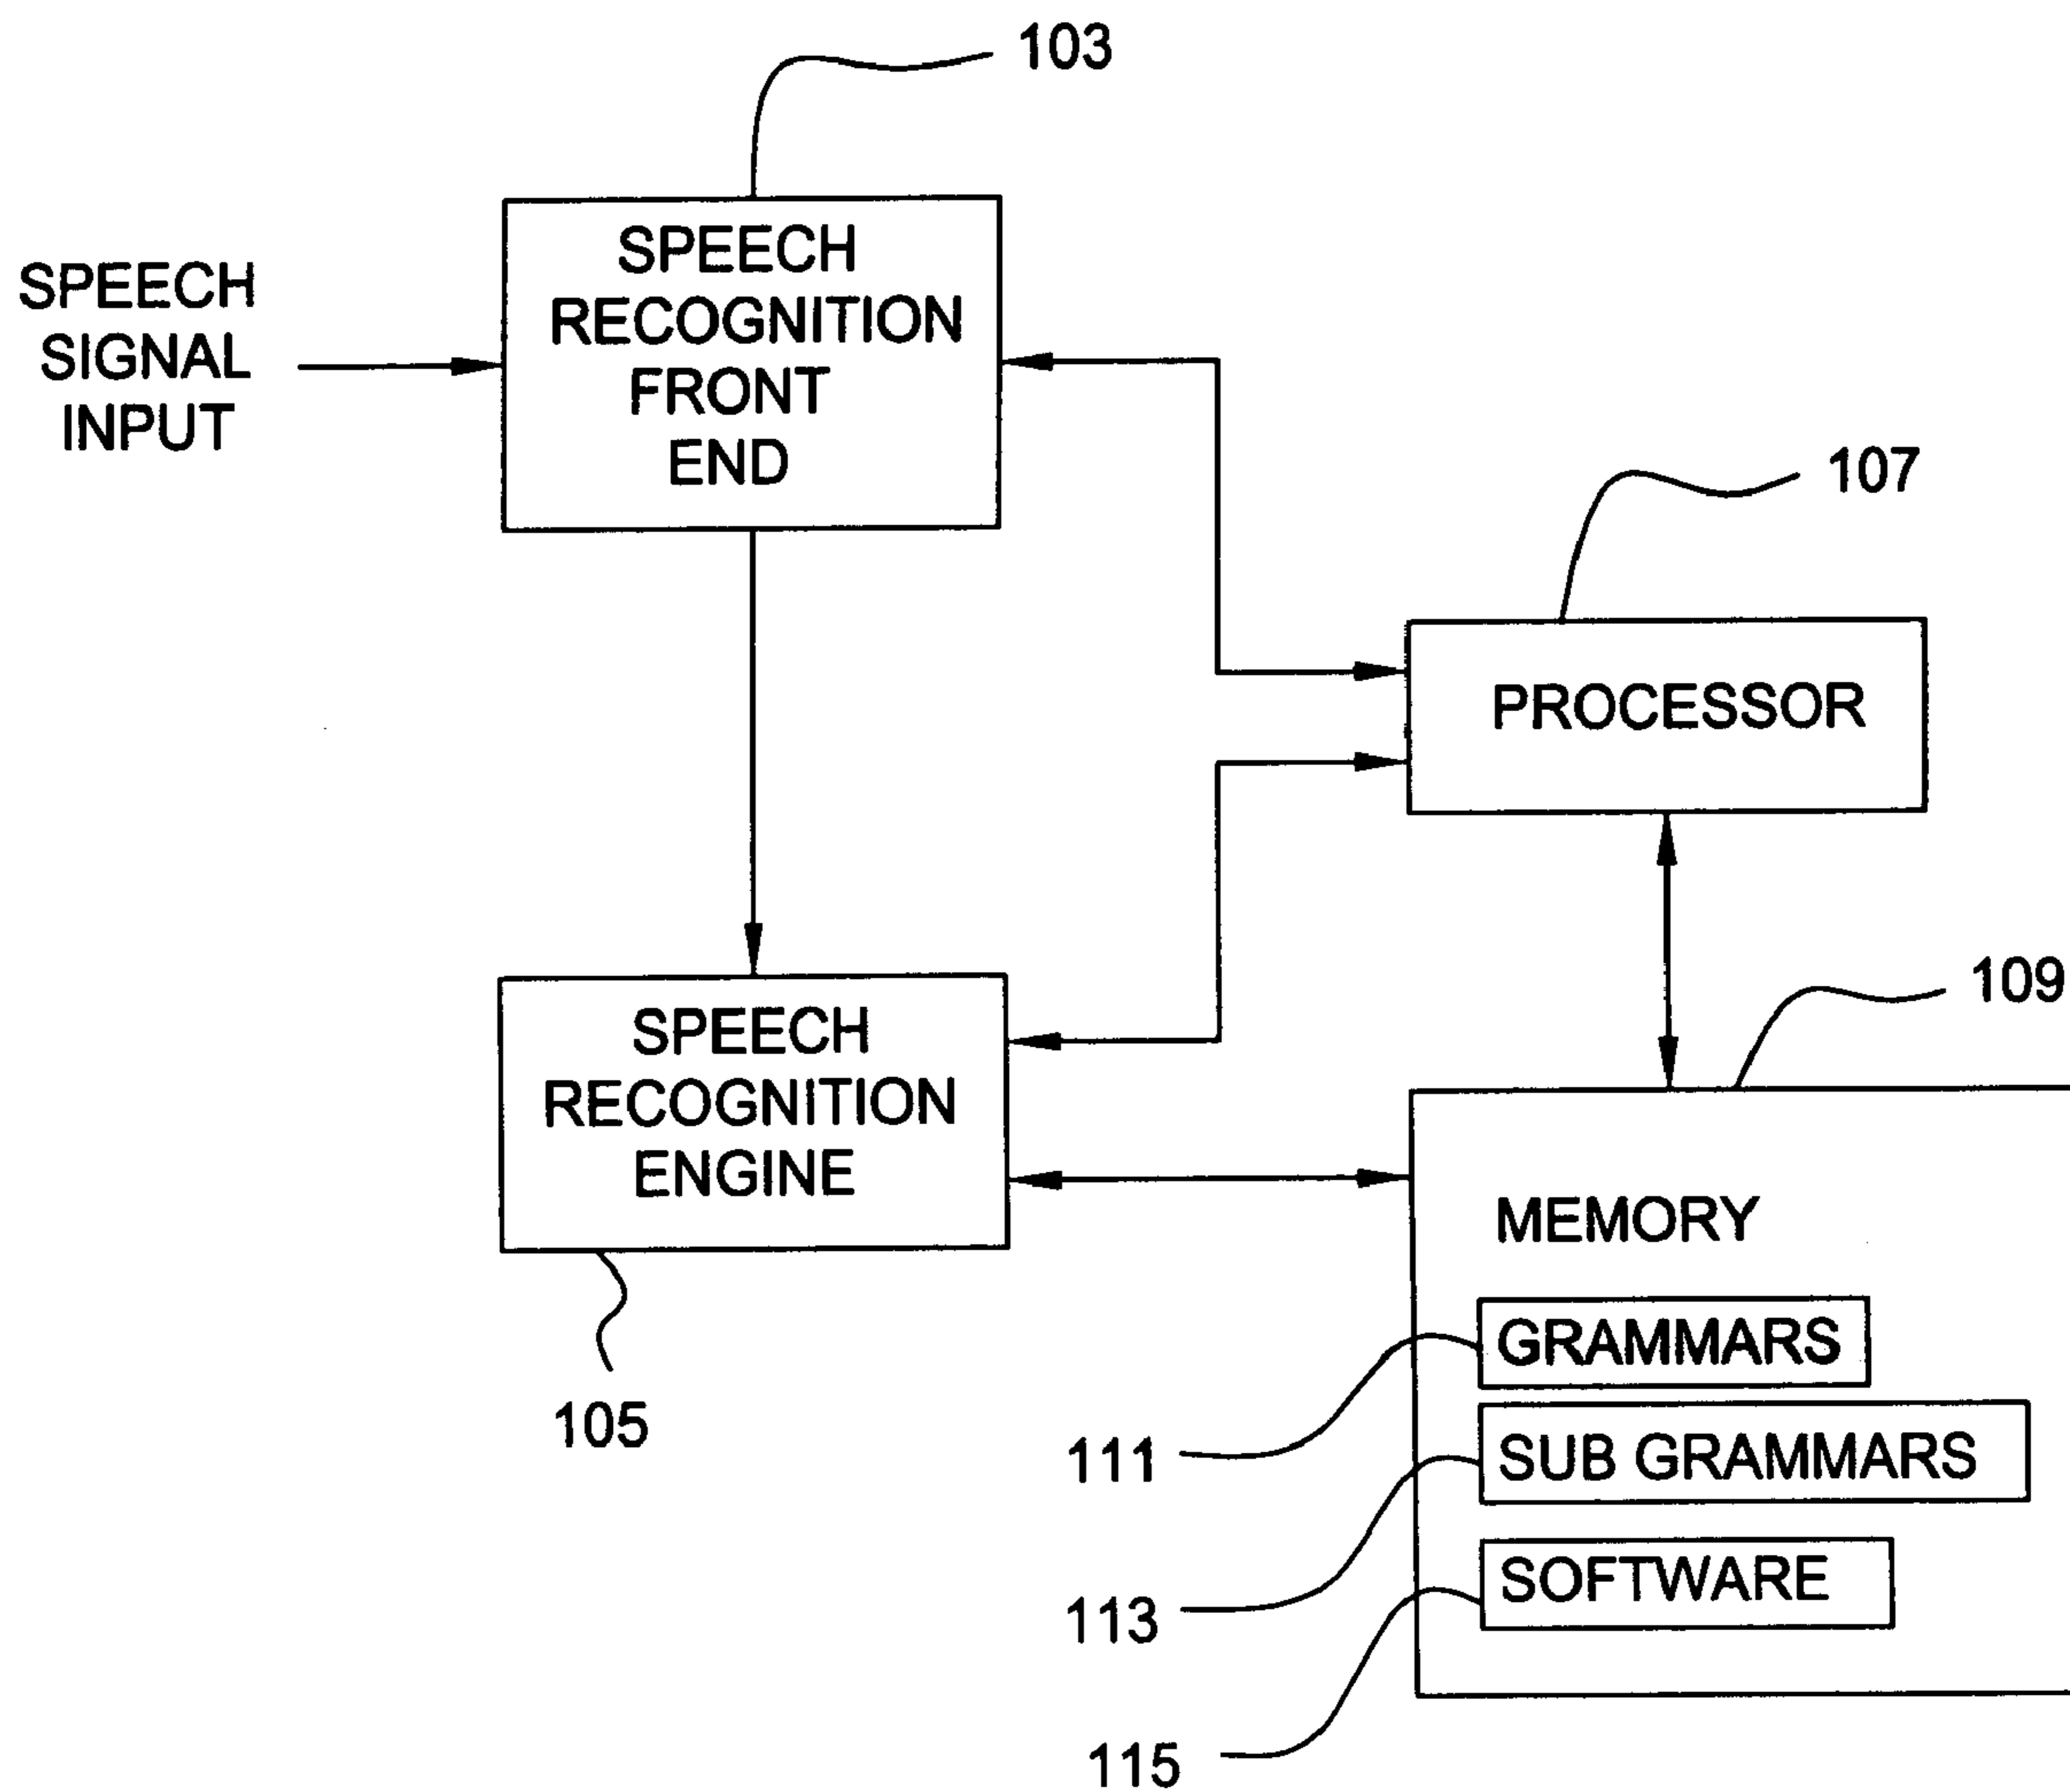 103
SPEECH
RECOGNITION
FRONT
END
SPEECH
SIGNAL
INPUT
107
PROCESSOR
109
SPEECH
RECOGNITION
ENGINE
105
MEMORY
GRAMMARS
111
SUB GRAMMARS
113
SOFTWARE
115